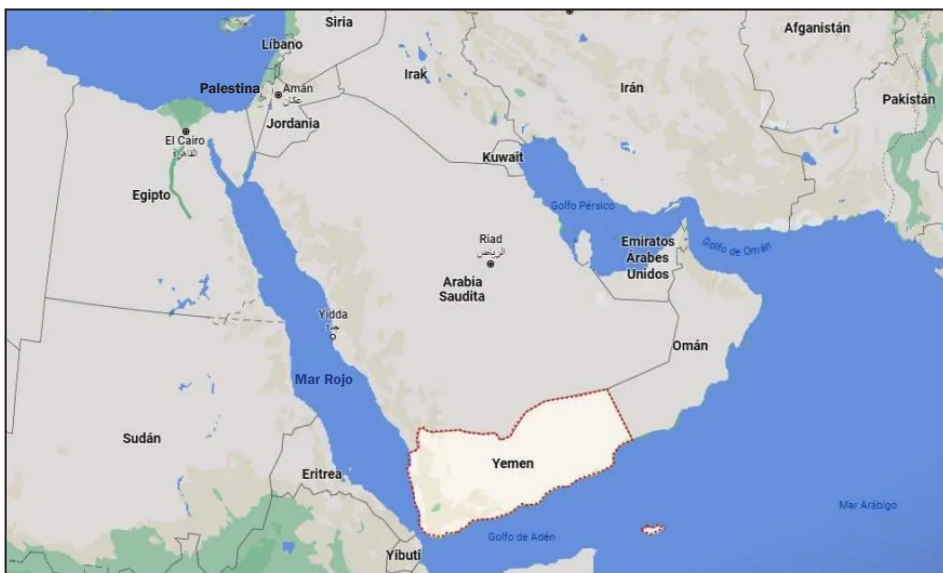 Siria
Afganistán
Líbano
Irak
Irán
Palestina
Amán
عمّان
Pakistán
Jordania
El Cairo
القاهرة
Kuwait
Egipto
Golfo Pérsico
Riad
الرياض
Emiratos
Árabes
Unidos
Golfo de Omán
Arabia
Saudita
Yidda
جدة
Omán
Mar Rojo
Sudán
Yemen
Eritrea
Mar Arábigo
Golfo de Adén
Yibuti